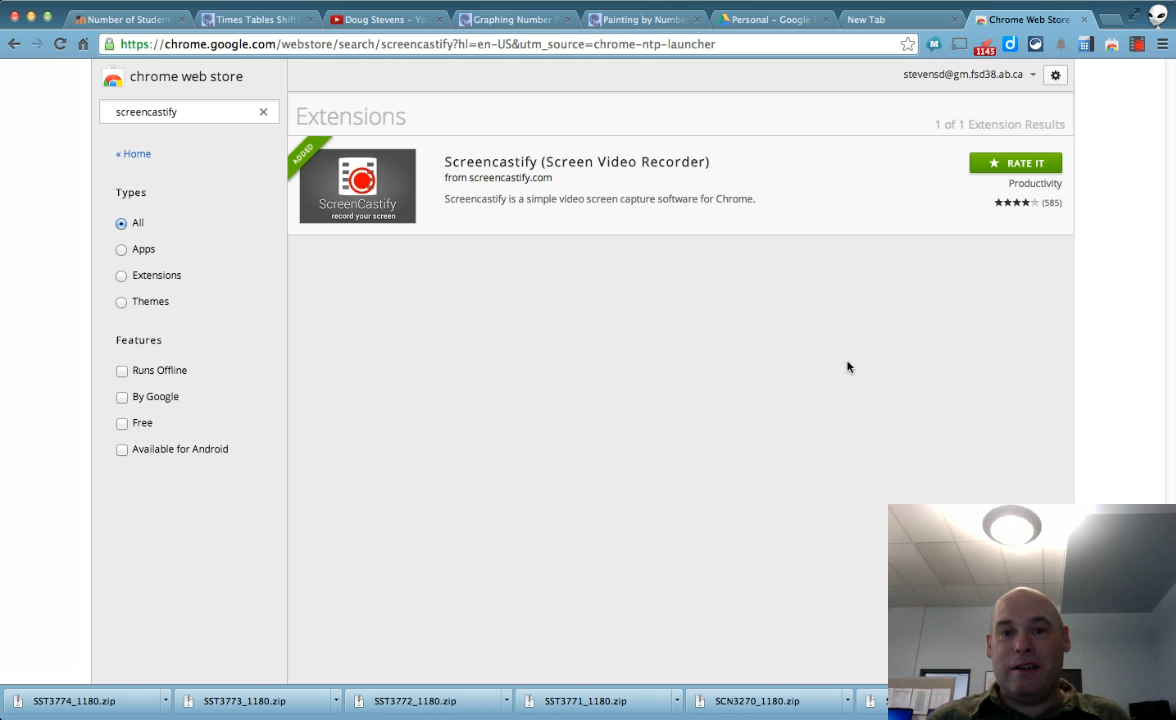 Number of Student
Times Tables Shifts
Doug Stevens – Yo
Graphing Number P
Painting by Numbe
Personal – Google
New Tab
Chrome Web Store
https://chrome.google.com/webstore/search/screencastify?hl=en-US&utm_source=chrome-ntp-launcher
1145
chrome web store
stevensd@gm.fsd38.ab.ca
screencastify
Extensions
1 of 1 Extension Results
« Home
ADDED
ScreenCastify
record your screen
Screencastify (Screen Video Recorder)
from screencastify.com
Screencastify is a simple video screen capture software for Chrome.
RATE IT
Productivity
(585)
Types
All
Apps
Extensions
Themes
Features
Runs Offline
By Google
Free
Available for Android
SST3774_1180.zip
SST3773_1180.zip
SST3772_1180.zip
SST3771_1180.zip
SCN3270_1180.zip